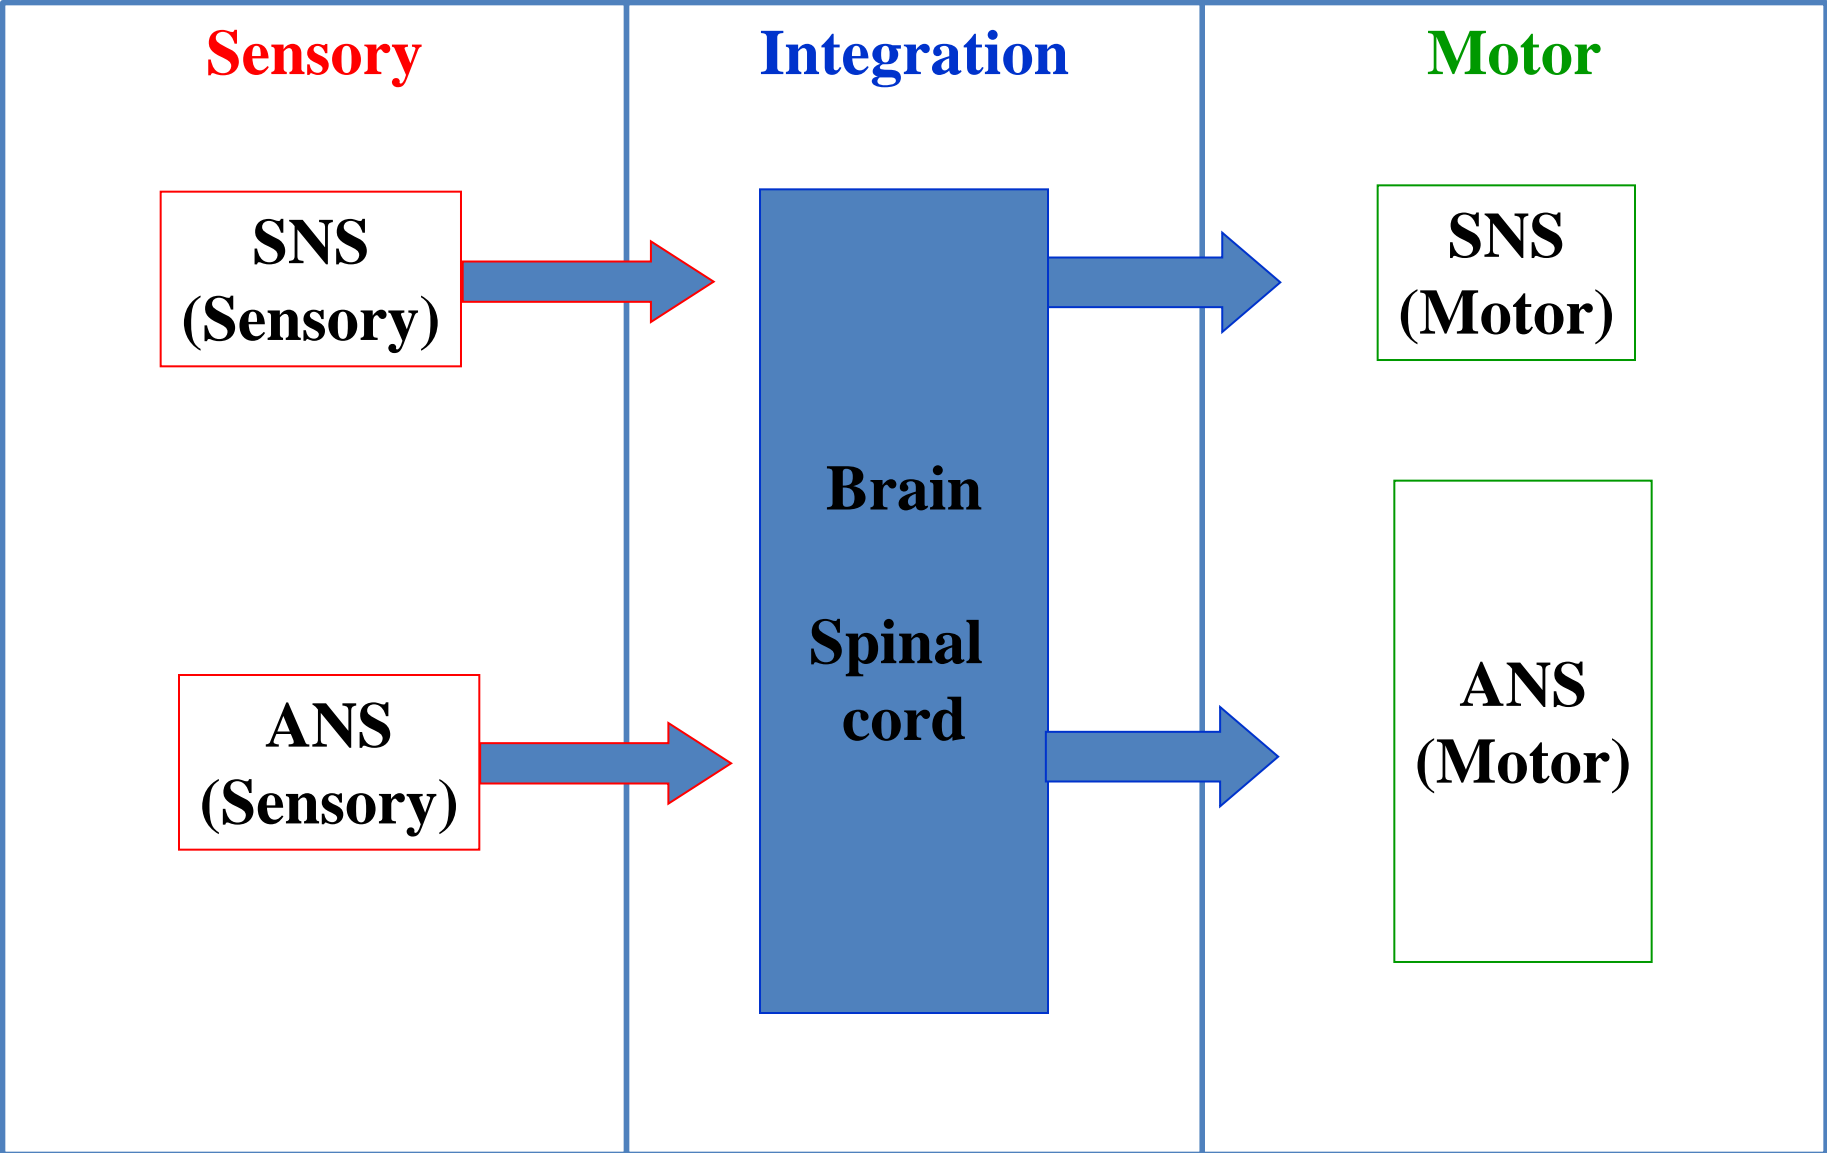 Sensory
Integration
Motor
SNS
(Sensory)
SNS
(Motor)
Brain
Spinal
cord
ANS
(Sensory)
ANS
(Motor)